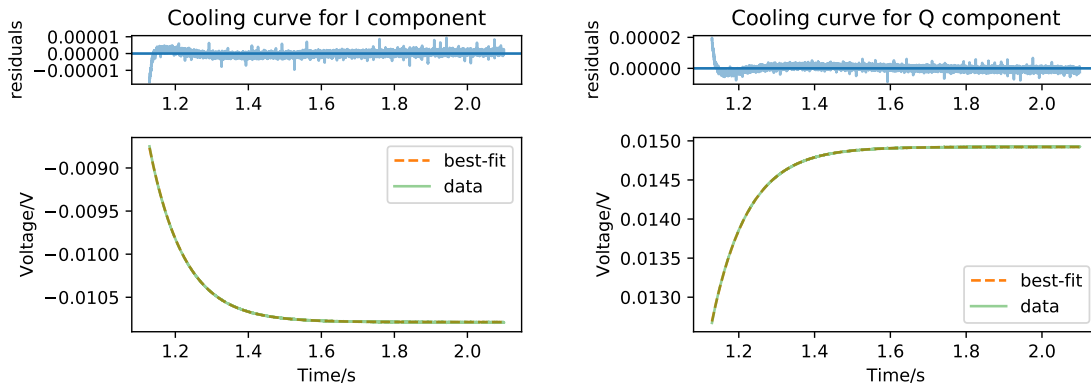 Cooling curve for I component
residuals
0.00001
0.00000
−0.00001
1.2 1.4 1.6 1.8 2.0
Voltage/V
−0.0090
−0.0095
−0.0100
−0.0105
best-fit
data
1.2 1.4 1.6 1.8 2.0
Time/s
Cooling curve for Q component
residuals
0.00002
0.00000
1.2 1.4 1.6 1.8 2.0
Voltage/V
0.0150
0.0145
0.0140
0.0135
0.0130
best-fit
data
1.2 1.4 1.6 1.8 2.0
Time/s